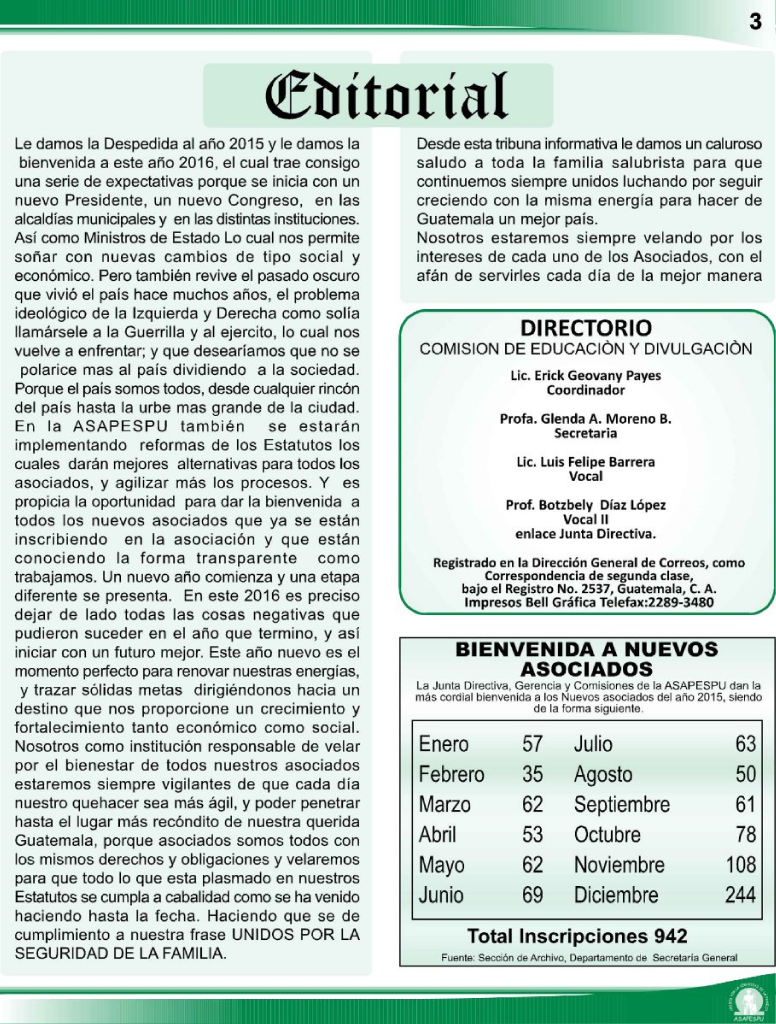 3
Editorial
Le damos la Despedida al año 2015 y le damos la
bienvenida a este año 2016, el cual trae consigo
una serie de expectativas porque se inicia con un
nuevo Presidente, un nuevo Congreso, en las
alcaldías municipales y en las distintas instituciones.
Así como Ministros de Estado Lo cual nos permite
soñar con nuevas cambios de tipo social y
económico. Pero también revive el pasado oscuro
que vivió el país hace muchos años, el problema
ideológico de la Izquierda y Derecha como solía
llamársele a la Guerrilla y al ejercito, lo cual nos
vuelve a enfrentar; y que desearíamos que no se
polarice mas al país dividiendo a la sociedad.
Porque el país somos todos, desde cualquier rincón
del país hasta la urbe mas grande de la ciudad.
En la ASAPESPU también se estarán
implementando reformas de los Estatutos los
cuales darán mejores alternativas para todos los
asociados, y agilizar más los procesos. Y es
propicia la oportunidad para dar la bienvenida a
todos los nuevos asociados que ya se están
inscribiendo en la asociación y que están
conociendo la forma transparente como
trabajamos. Un nuevo año comienza y una etapa
diferente se presenta. En este 2016 es preciso
dejar de lado todas las cosas negativas que
pudieron suceder en el año que termino, y así
iniciar con un futuro mejor. Este año nuevo es el
momento perfecto para renovar nuestras energías,
y trazar sólidas metas dirigiéndonos hacia un
destino que nos proporcione un crecimiento y
fortalecimiento tanto económico como social.
Nosotros como institución responsable de velar
por el bienestar de todos nuestros asociados
estaremos siempre vigilantes de que cada día
nuestro quehacer sea más ágil, y poder penetrar
hasta el lugar más recóndito de nuestra querida
Guatemala, porque asociados somos todos con
los mismos derechos y obligaciones y velaremos
para que todo lo que esta plasmado en nuestros
Estatutos se cumpla a cabalidad como se ha venido
haciendo hasta la fecha. Haciendo que se de
cumplimiento a nuestra frase UNIDOS POR LA
SEGURIDAD DE LA FAMILIA.
Desde esta tribuna informativa le damos un caluroso
saludo a toda la familia salubrista para que
continuemos siempre unidos luchando por seguir
creciendo con la misma energía para hacer de
Guatemala un mejor país.
Nosotros estaremos siempre velando por los
intereses de cada uno de los Asociados, con el
afán de servirles cada día de la mejor manera
DIRECTORIO
COMISION DE EDUCACIÒN Y DIVULGACIÒN
Lic. Erick Geovany Payes
Coordinador
Profa. Glenda A. Moreno B.
Secretaria
Lic. Luis Felipe Barrera
Vocal
Prof. Botzbely Díaz López
Vocal II
enlace Junta Directiva.
Registrado en la Dirección General de Correos, como
Correspondencia de segunda clase,
bajo el Registro No. 2537, Guatemala, C. A.
Impresos Bell Gráfica Telefax:2289-3480
BIENVENIDA A NUEVOS
ASOCIADOS
La Junta Directiva, Gerencia y Comisiones de la ASAPESPU dan la
más cordial bienvenida a los Nuevos asociados del año 2015, siendo
de la forma siguiente.
Enero 57 Julio 63
Febrero 35 Agosto 50
Marzo 62 Septiembre 61
Abril 53 Octubre 78
Mayo 62 Noviembre 108
Junio 69 Diciembre 244
Total Inscripciones 942
Fuente: Sección de Archivo, Departamento de Secretaría General
ASAPESPU